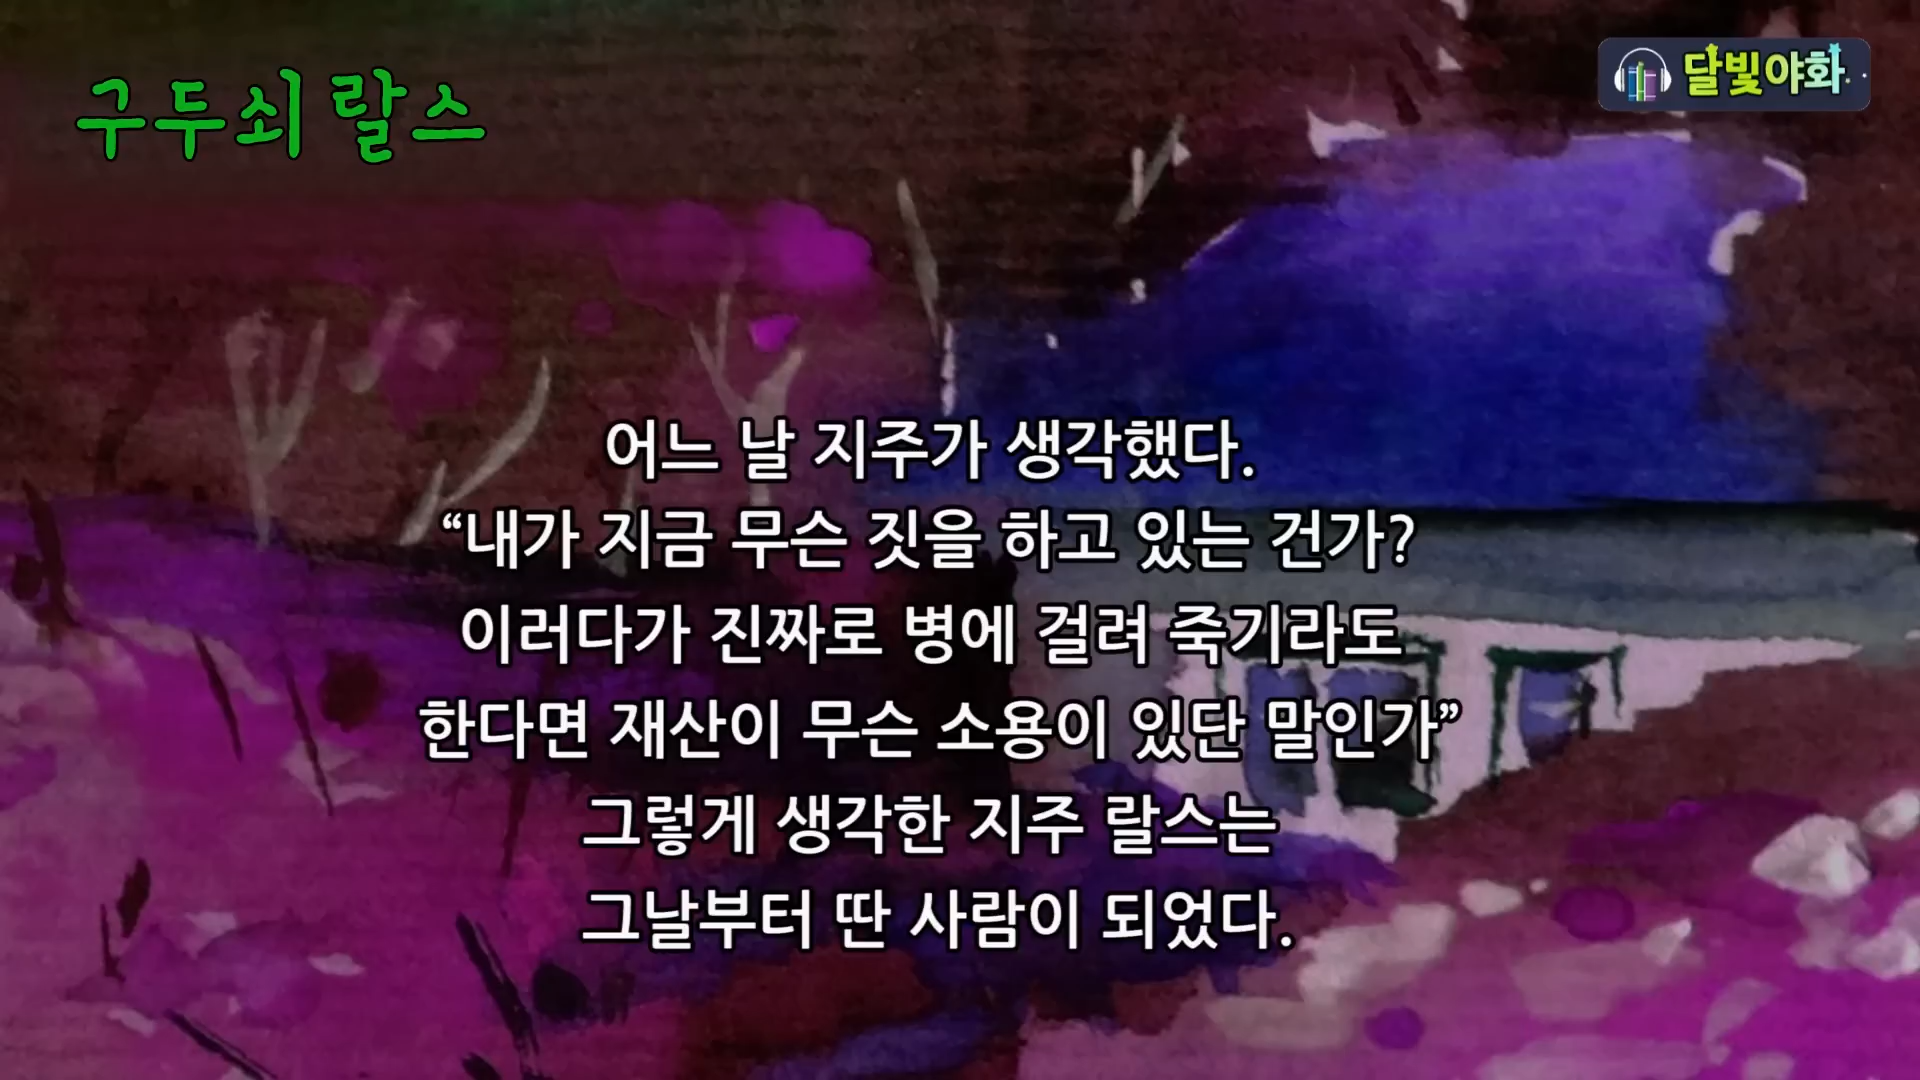 구두쇠 랄스
달빛야화
어느 날 지주가 생각했다.
“내가 지금 무슨 짓을 하고 있는 건가?
이러다가 진짜로 병에 걸려 죽기라도
한다면 재산이 무슨 소용이 있단 말인가”
그렇게 생각한 지주 랄스는
그날부터 딴 사람이 되었다.